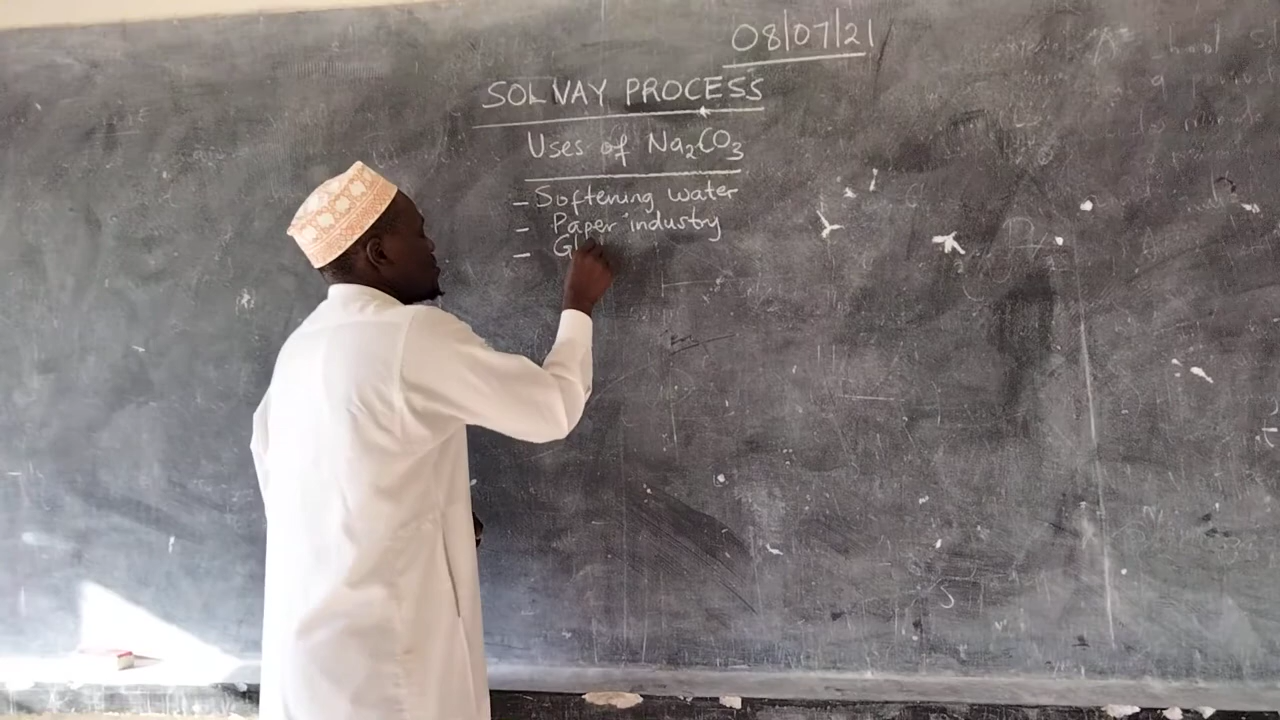 08/07/21
SOLVAY PROCESS
Uses of Na₂CO₃
- Softening water
- Paper industry
- Gl